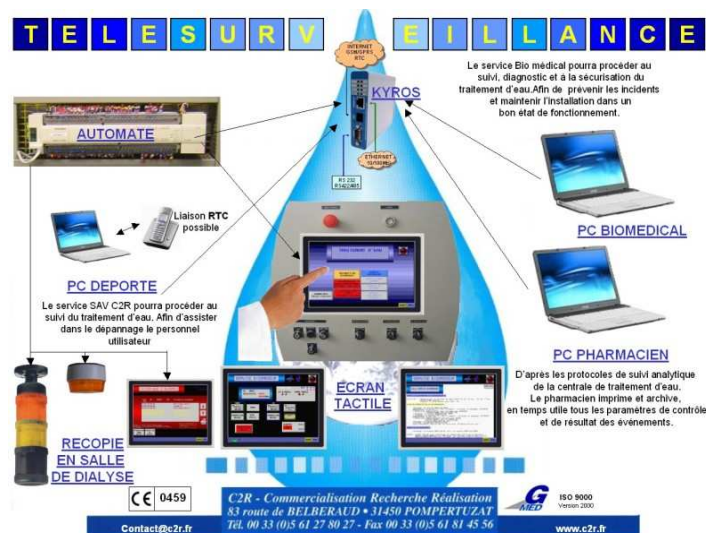 TELESURVEILLANCE
INTERNET
GSM/GPRS
RTC
KYROS
Le service Bio médical pourra procéder au
suivi, diagnostic et à la sécurisation du
traitement d'eau.Afin de prévenir les incidents
et maintenir l'installation dans un
bon état de fonctionnement.
AUTOMATE
ETHERNET
RS 232
Liaison RTC
possible
PC BIOMEDICAL
PC DEPORTE
Le service SAV C2R pourra procéder au
suivi du traitement d'eau. Afin d'assister
dans le dépannage le personnel
utilisateur
PC PHARMACIEN
D'après les protocoles de suivi analytique
de la centrale de traitement d'eau.
Le pharmacien imprime et archive,
en temps utile tous les paramètres de contrôle
et de résultat des évènements.
ECRAN
TACTILE
RECOPIE
EN SALLE
DE DIALYSE
CE 0459
C2R - Commercialisation Recherche Réalisation
83 route de BELBERAUD • 31450 POMPERTUZAT
Tél. 00 33 (0)5 61 27 80 27 - Fax 00 33 (0)5 61 81 45 56
G
MED
ISO 9000
Version 2000
Contact@c2r.fr
www.c2r.fr